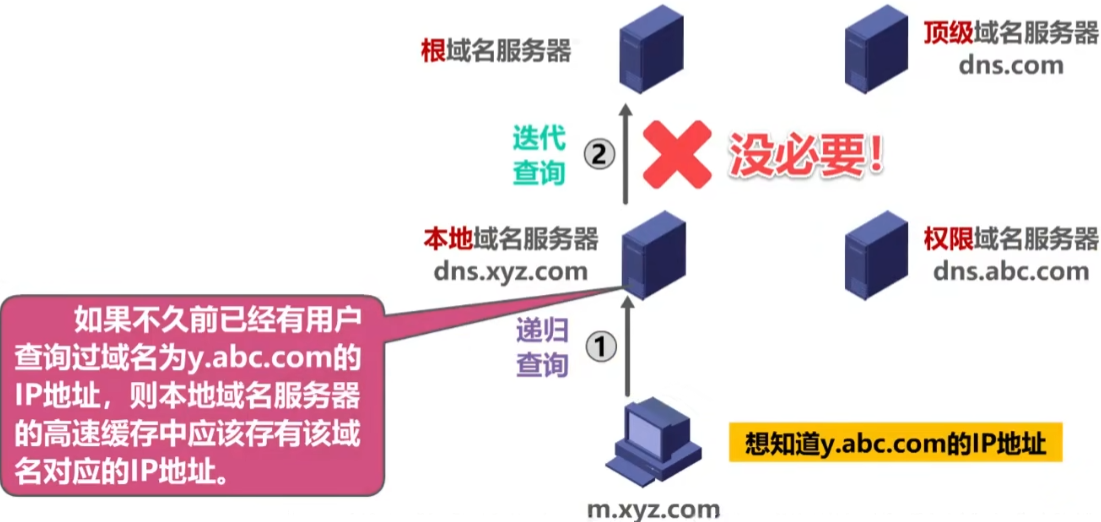 根域名服务器
顶级域名服务器
dns.com
迭代
查询
②
没必要!
本地域名服务器
dns.xyz.com
权限域名服务器
dns.abc.com
如果不久前已经有用户
查询过域名为y.abc.com的
IP地址，则本地域名服务器
的高速缓存中应该存有该域
名对应的IP地址。
递归
查询
①
想知道y.abc.com的IP地址
m.xyz.com